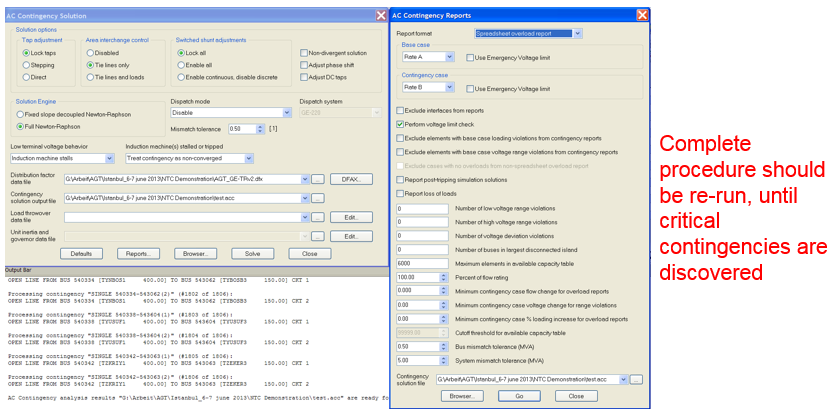 AC Contingency Solution
Solution options
Tap adjustment
Lock taps
Stepping
Direct
Area interchange control
Disabled
Tie lines only
Tie lines and loads
Switched shunt adjustments
Lock all
Enable all
Enable continuous, disable discrete
Non-divergent solution
Adjust phase shift
Adjust DC taps
Solution Engine
Fixed slope decoupled Newton-Raphson
Full Newton-Raphson
Dispatch mode
Disable
Dispatch system
Mismatch tolerance 0.50 [.1]
Low terminal voltage behavior
Induction machine stalls
Induction machine(s) stalled or tripped
Treat contingency as non-converged
Distribution factor data file G:\Arbeit\AGT\Istanbul_6-7 june 2013\NTC Demonstration\AGT_GE-TRv2.dfx ... DFAX...
Contingency solution output file G:\Arbeit\AGT\Istanbul_6-7 june 2013\NTC Demonstration\test.acc ...
Load throwover data file ... Edit...
Unit inertia and governor data file ... Edit...
Defaults Reports... Browser... Solve Close
Output Bar
OPEN LINE FROM BUS 540334 [TYNBOS1 400.00] TO BUS 543062 [TYBOSB3 150.00] CKT 1
Processing contingency "SINGLE 540334-543062(2)" (#1802 of 1806):
OPEN LINE FROM BUS 540334 [TYNBOS1 400.00] TO BUS 543062 [TYBOSB3 150.00] CKT 2
Processing contingency "SINGLE 540338-543604(1)" (#1803 of 1806):
OPEN LINE FROM BUS 540338 [TYUSUF1 400.00] TO BUS 543604 [TYUSUF3 150.00] CKT 1
Processing contingency "SINGLE 540338-543604(2)" (#1804 of 1806):
OPEN LINE FROM BUS 540338 [TYUSUF1 400.00] TO BUS 543604 [TYUSUF3 150.00] CKT 2
Processing contingency "SINGLE 540342-543063(1)" (#1805 of 1806):
OPEN LINE FROM BUS 540342 [TZKRIY1 400.00] TO BUS 543063 [TZEKER3 150.00] CKT 1
Processing contingency "SINGLE 540342-543063(2)" (#1806 of 1806):
OPEN LINE FROM BUS 540342 [TZKRIY1 400.00] TO BUS 543063 [TZEKER3 150.00] CKT 2
AC Contingency analysis results "G:\Arbeit\AGT\Istanbul_6-7 june 2013\NTC Demonstration\test.acc" are ready fo
AC Contingency Reports
Report format Spreadsheet overload report
Base case
Rate A Use Emergency Voltage limit
Contingency case
Rate B Use Emergency Voltage limit
Exclude interfaces from reports
Perform voltage limit check
Exclude elements with base case loading violations from contingency reports
Exclude elements with base case voltage range violations from contingency reports
Exclude cases with no overloads from non-spreadsheet overload report
Report post-tripping simulation solutions
Report loss of loads
0 Number of low voltage range violations
0 Number of high voltage range violations
0 Number of voltage deviation violations
0 Number of buses in largest disconnected island
6000 Maximum elements in available capacity table
100.00 Percent of flow rating
0.000 Minimum contingency case flow change for overload reports
0.00 Minimum contingency case voltage change for range violations
0.00 Minimum contingency case % loading increase for overload reports
99999.00 Cutoff threshold for available capacity table
0.50 Bus mismatch tolerance (MVA)
5.00 System mismatch tolerance (MVA)
Contingency solution file G:\Arbeit\AGT\Istanbul_6-7 june 2013\NTC Demonstration\test.acc ...
Browser... Go Close
Complete
procedure should
be re-run, until
critical
contingencies are
discovered